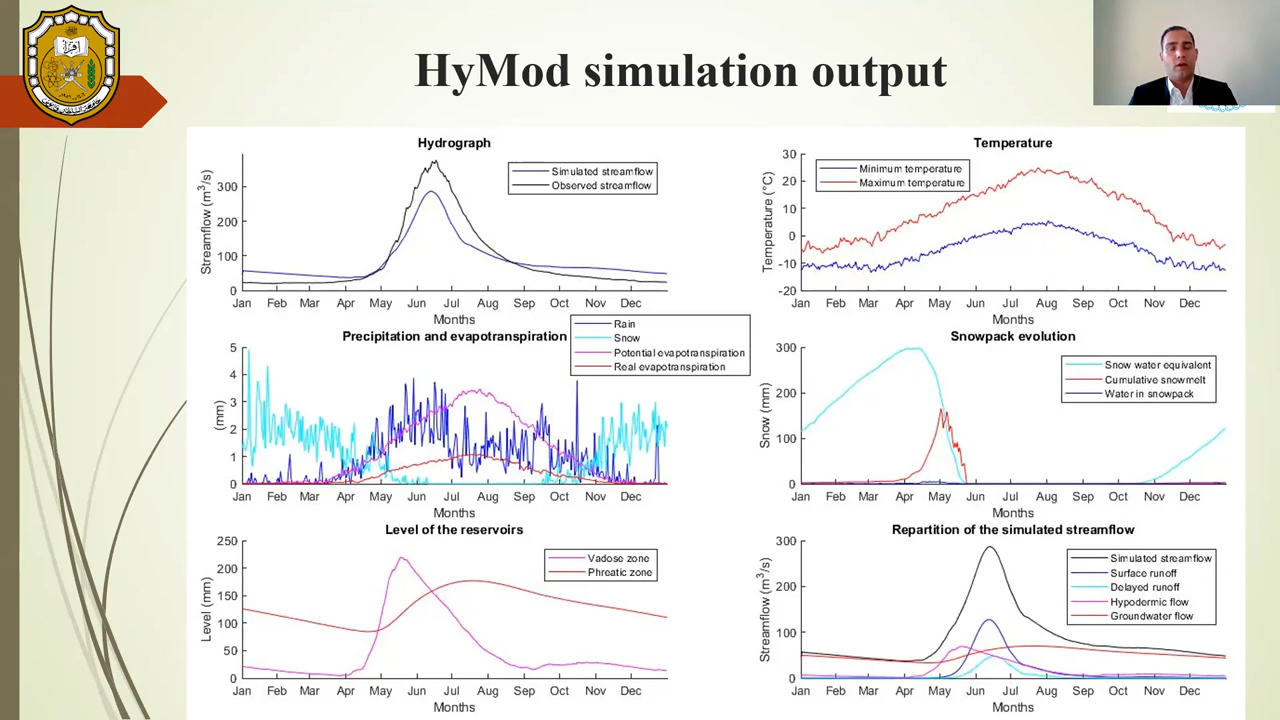 HyMod simulation output
Hydrograph
Streamflow (m³/s)
300
200
100
0
Simulated streamflow
Observed streamflow
Jan Feb Mar Apr May Jun Jul Aug Sep Oct Nov Dec
Months
Temperature
Temperature (°C)
30
20
10
0
-10
-20
Minimum temperature
Maximum temperature
Jan Feb Mar Apr May Jun Jul Aug Sep Oct Nov Dec
Months
Precipitation and evapotranspiration
(mm)
5
4
3
2
1
0
Rain
Snow
Potential evapotranspiration
Real evapotranspiration
Jan Feb Mar Apr May Jun Jul Aug Sep Oct Nov Dec
Months
Snowpack evolution
Snow (mm)
300
200
100
0
Snow water equivalent
Cumulative snowmelt
Water in snowpack
Jan Feb Mar Apr May Jun Jul Aug Sep Oct Nov Dec
Months
Level of the reservoirs
Level (mm)
250
200
150
100
50
0
Vadose zone
Phreatic zone
Jan Feb Mar Apr May Jun Jul Aug Sep Oct Nov Dec
Months
Repartition of the simulated streamflow
Streamflow (m³/s)
300
200
100
0
Simulated streamflow
Surface runoff
Delayed runoff
Hypodermic flow
Groundwater flow
Jan Feb Mar Apr May Jun Jul Aug Sep Oct Nov Dec
Months